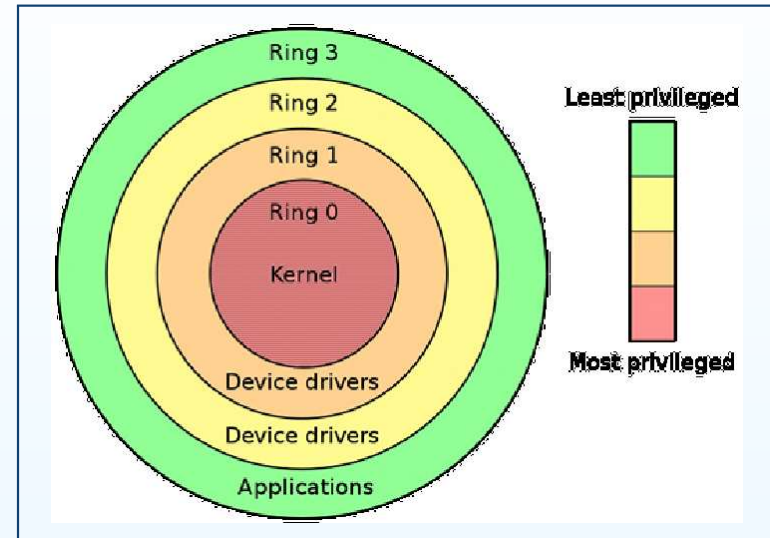 Ring 3
Ring 2
Ring 1
Ring 0
Kernel
Device drivers
Device drivers
Applications
Least privileged
Most privileged